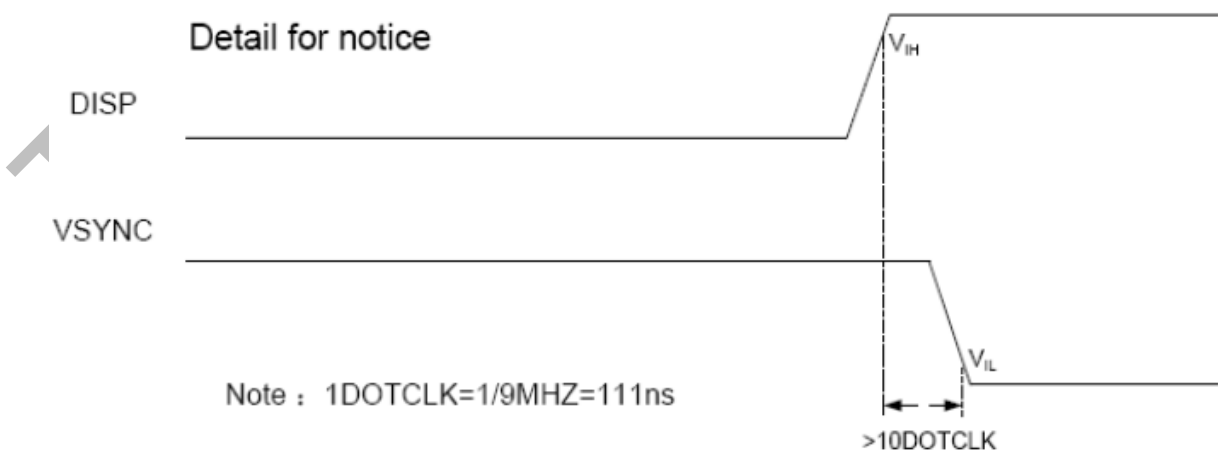 Detail for notice
V_IH
DISP
VSYNC
V_IL
Note : 1DOTCLK=1/9MHZ=111ns
>10DOTCLK